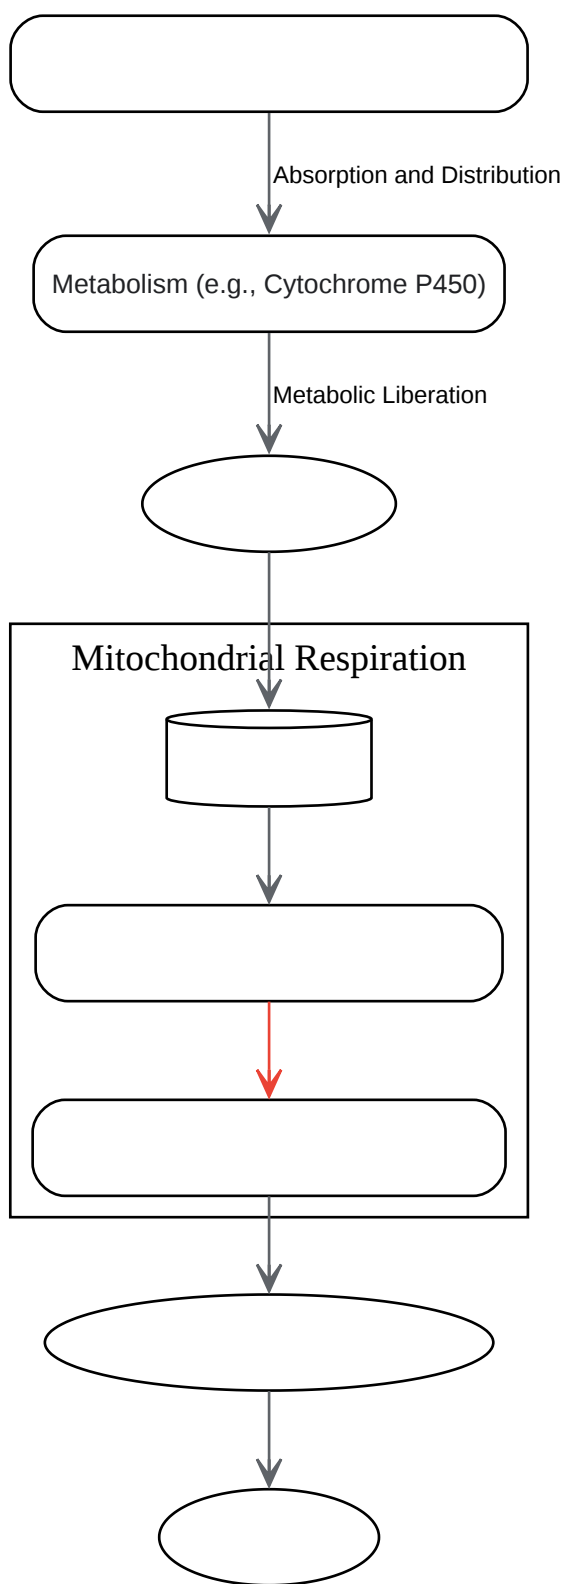 Absorption and Distribution
Metabolism (e.g., Cytochrome P450)
Metabolic Liberation
Mitochondrial Respiration